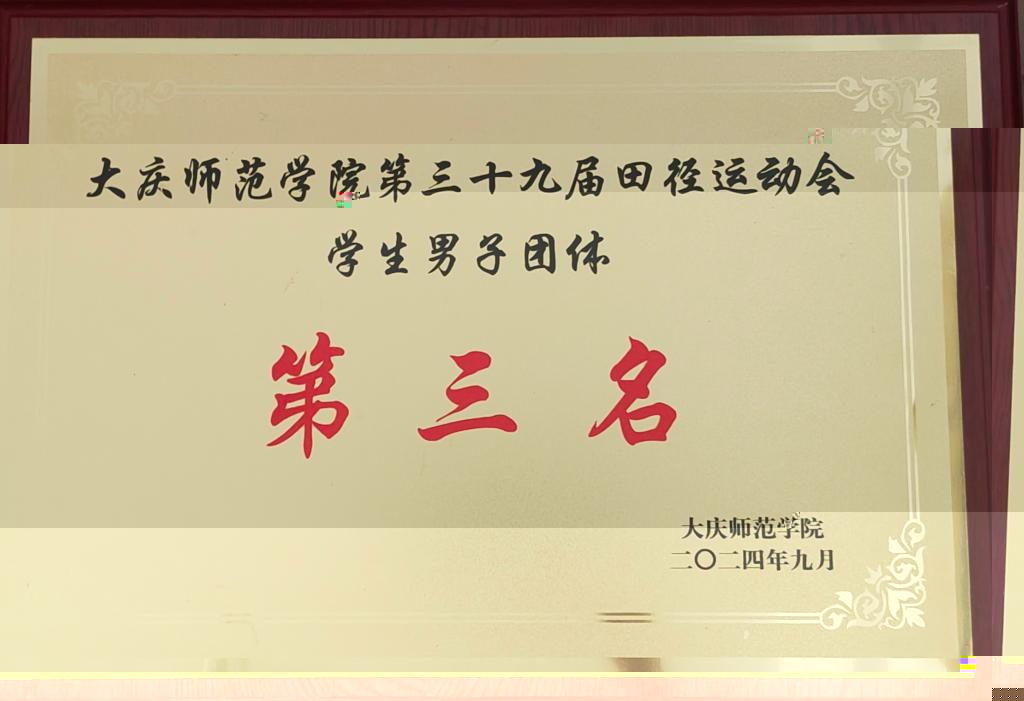 大庆师范学院第三十九届田径运动会
学生男子团体
第三名
大庆师范学院
二〇二四年九月